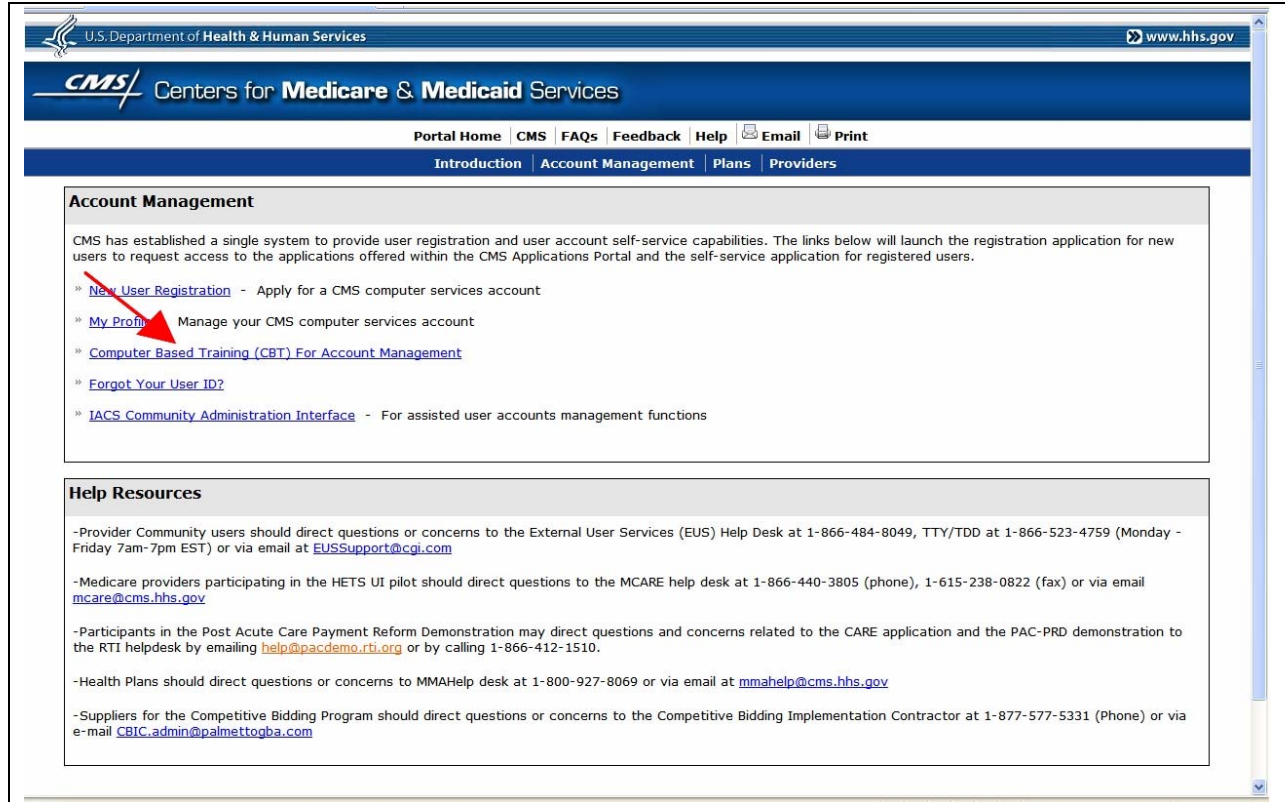 U.S. Department of Health & Human Services
www.hhs.gov
CMS Centers for Medicare & Medicaid Services
Portal Home | CMS | FAQs | Feedback | Help | Email | Print
Introduction | Account Management | Plans | Providers
Account Management
CMS has established a single system to provide user registration and user account self-service capabilities. The links below will launch the registration application for new
users to request access to the applications offered within the CMS Applications Portal and the self-service application for registered users.
» New User Registration - Apply for a CMS computer services account
» My Profile Manage your CMS computer services account
» Computer Based Training (CBT) For Account Management
» Forgot Your User ID?
» IACS Community Administration Interface - For assisted user accounts management functions
Help Resources
-Provider Community users should direct questions or concerns to the External User Services (EUS) Help Desk at 1-866-484-8049, TTY/TDD at 1-866-523-4759 (Monday -
Friday 7am-7pm EST) or via email at EUSSupport@cgi.com
-Medicare providers participating in the HETS UI pilot should direct questions to the MCARE help desk at 1-866-440-3805 (phone), 1-615-238-0822 (fax) or via email
mcare@cms.hhs.gov
-Participants in the Post Acute Care Payment Reform Demonstration may direct questions and concerns related to the CARE application and the PAC-PRD demonstration to
the RTI helpdesk by emailing help@pacdemo.rti.org or by calling 1-866-412-1510.
-Health Plans should direct questions or concerns to MMAHelp desk at 1-800-927-8069 or via email at mmahelp@cms.hhs.gov
-Suppliers for the Competitive Bidding Program should direct questions or concerns to the Competitive Bidding Implementation Contractor at 1-877-577-5331 (Phone) or via
e-mail CBIC.admin@palmettogba.com